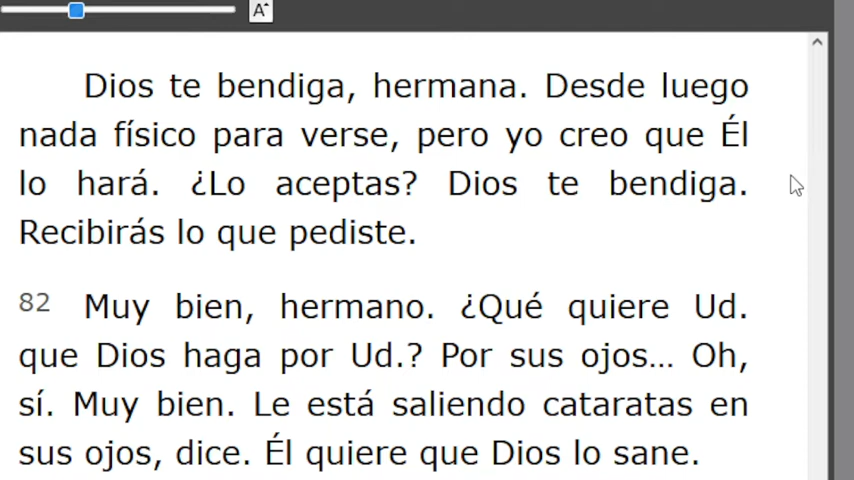 A
Dios te bendiga, hermana. Desde luego
nada físico para verse, pero yo creo que Él
lo hará. ¿Lo aceptas? Dios te bendiga.
Recibirás lo que pediste.
82 Muy bien, hermano. ¿Qué quiere Ud.
que Dios haga por Ud.? Por sus ojos... Oh,
sí. Muy bien. Le está saliendo cataratas en
sus ojos, dice. Él quiere que Dios lo sane.